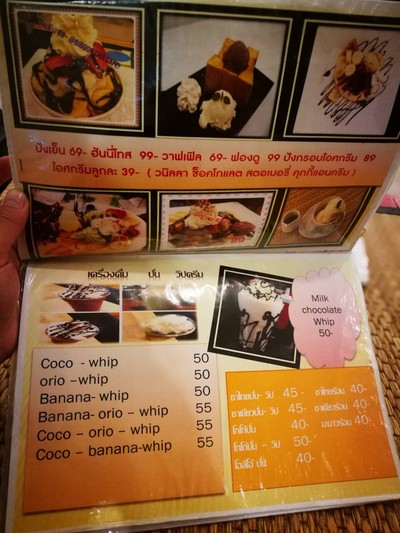 ปังเย็น 69- ฮันนี่โทส 99- วาฟเฟิล 69- ฟองดู 99 ปังกรอบไอศกรีม 89
ไอศกรีมลูกละ 39- ( วนิลลา ช็อคโกแลต สตอเบอรี่ คุกกี้แอนครีม )
89
เครื่องดื่ม ปั่น วิปครีม
Milk
chocolate
Whip
50-
Coco - whip 50
orio –whip 50
Banana- whip 50
Banana- orio – whip 55
Coco – orio – whip 55
Coco – banana-whip 55
ชาไทยปั่น- วิป 45 - ชาไทยร้อน 40-
ชาเขียวปั่น- วิป 45- ชาเขียวร้อน 40-
โกโก้ปั่น 40- มะนาวร้อน 40-
โกโก้ปั่น – วิป 50-
โอลิโอ้ ปั่น 40-